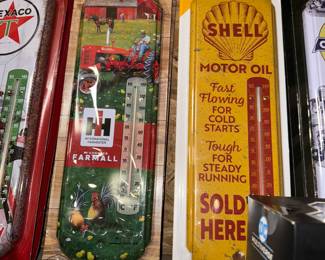 TEXACO
T
IH
INTERNATIONAL
HARVESTER
FARMALL
SHELL
MOTOR OIL
Fast
Flowing
FOR
COLD
STARTS
Tough
FOR
STEADY
RUNNING
SOLD
HERE